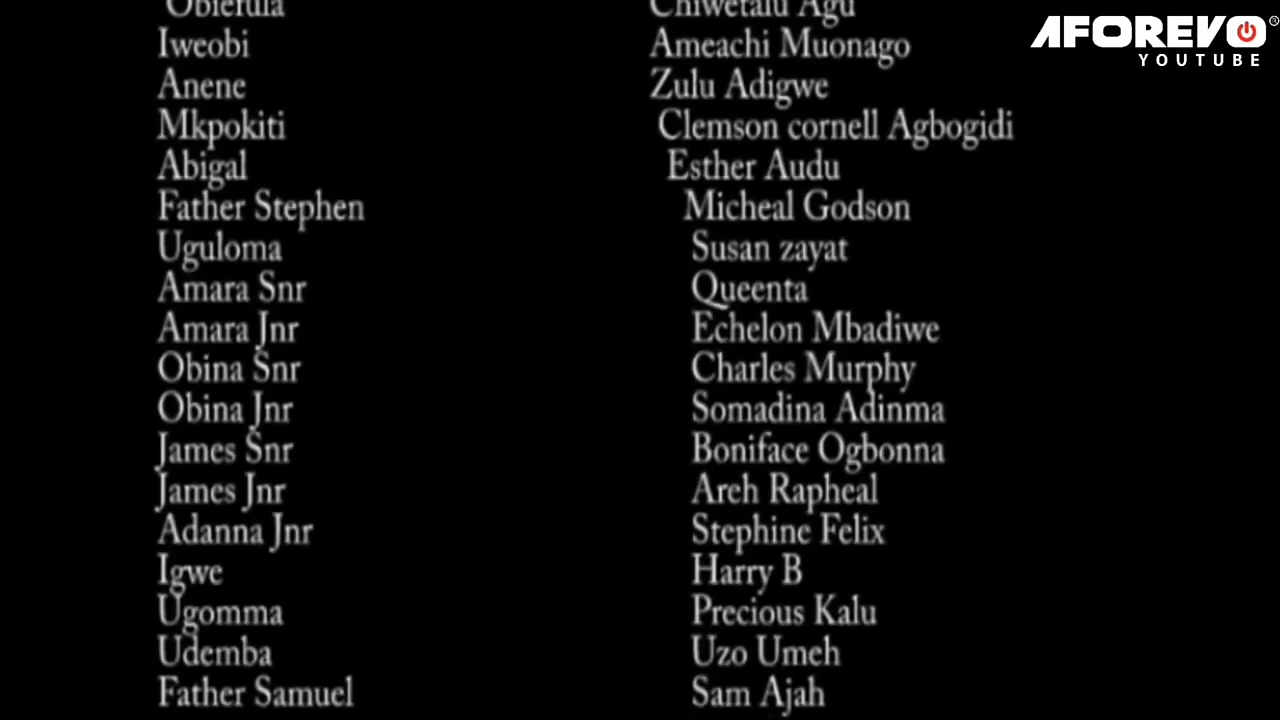 Obierula Chiwetalu Agu
Iweobi Ameachi Muonago
Anene Zulu Adigwe
Mkpokiti Clemson cornell Agbogidi
Abigal Esther Audu
Father Stephen Micheal Godson
Uguloma Susan zayat
Amara Snr Queenta
Amara Jnr Echelon Mbadiwe
Obina Snr Charles Murphy
Obina Jnr Somadina Adinma
James Snr Boniface Ogbonna
James Jnr Areh Rapheal
Adanna Jnr Stephine Felix
Igwe Harry B
Ugomma Precious Kalu
Udemba Uzo Umeh
Father Samuel Sam Ajah
AFOREVO®
YOUTUBE